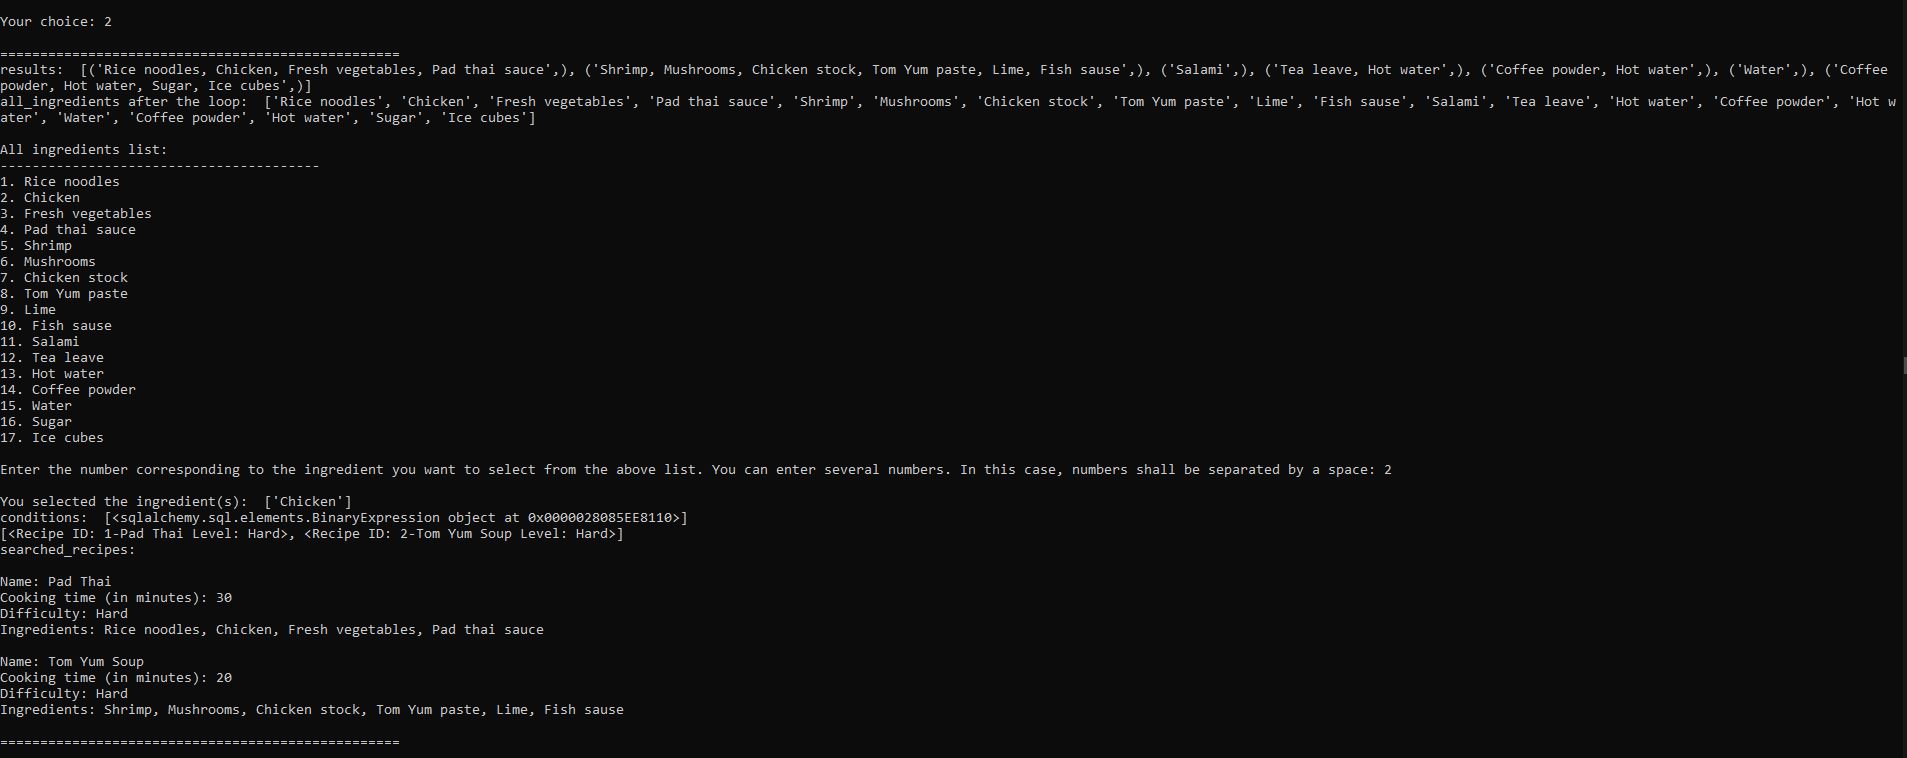 Your choice: 2
==================================================
results:  [('Rice noodles, Chicken, Fresh vegetables, Pad thai sauce',), ('Shrimp, Mushrooms, Chicken stock, Tom Yum paste, Lime, Fish sause',), ('Salami',), ('Tea leave, Hot water',), ('Coffee powder, Hot water',), ('Water',), ('Coffee
powder, Hot water, Sugar, Ice cubes',)]
all_ingredients after the loop:  ['Rice noodles', 'Chicken', 'Fresh vegetables', 'Pad thai sauce', 'Shrimp', 'Mushrooms', 'Chicken stock', 'Tom Yum paste', 'Lime', 'Fish sause', 'Salami', 'Tea leave', 'Hot water', 'Coffee powder', 'Hot w
ater', 'Water', 'Coffee powder', 'Hot water', 'Sugar', 'Ice cubes']
All ingredients list:
----------------------------------------
1. Rice noodles
2. Chicken
3. Fresh vegetables
4. Pad thai sauce
5. Shrimp
6. Mushrooms
7. Chicken stock
8. Tom Yum paste
9. Lime
10. Fish sause
11. Salami
12. Tea leave
13. Hot water
14. Coffee powder
15. Water
16. Sugar
17. Ice cubes
Enter the number corresponding to the ingredient you want to select from the above list. You can enter several numbers. In this case, numbers shall be separated by a space: 2
You selected the ingredient(s):  ['Chicken']
conditions:  [<sqlalchemy.sql.elements.BinaryExpression object at 0x0000028085EE8110>]
[<Recipe ID: 1-Pad Thai Level: Hard>, <Recipe ID: 2-Tom Yum Soup Level: Hard>]
searched_recipes:
Name: Pad Thai
Cooking time (in minutes): 30
Difficulty: Hard
Ingredients: Rice noodles, Chicken, Fresh vegetables, Pad thai sauce
Name: Tom Yum Soup
Cooking time (in minutes): 20
Difficulty: Hard
Ingredients: Shrimp, Mushrooms, Chicken stock, Tom Yum paste, Lime, Fish sause
==================================================